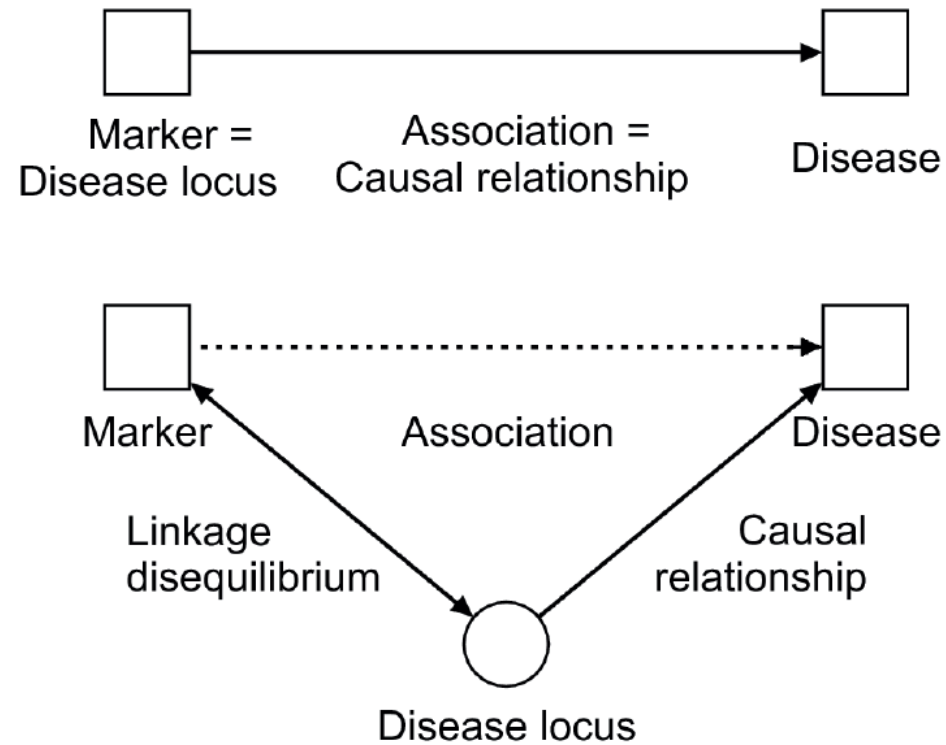 Marker =
Disease locus
Association =
Causal relationship
Disease
Marker
Association
Disease
Linkage
disequilibrium
Causal
relationship
Disease locus